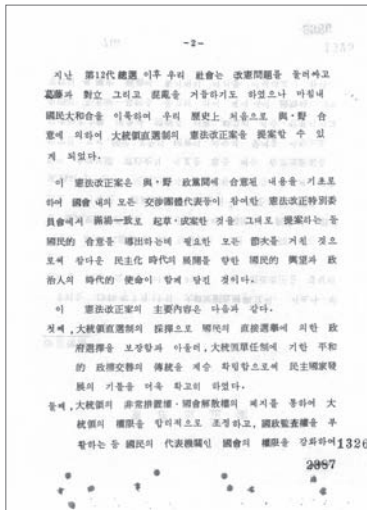 -2-
지난 第12代 總選 이후 우리 社會는 改憲問題를 둘러싸고
葛藤과 對立 그리고 混亂을 거듭하기도 하였으나 마침내
國民大和合을 이룩하여 우리 歷史上 처음으로 與·野 合
意에 의하여 大統領直選制의 憲法改正案을 提案할 수 있
게 되었다.
이 憲法改正案은 與·野 政黨間에 合意된 내용을 기초로
하여 國會내의 모든 交涉團體代表등이 참여한 憲法改正特別委
員會에서 滿場一致로 起草·成案한 것을 그대로 提案하는 등
國民的 合意를 導出하는데 필요한 모든 節次를 거친 것으
로써 참다운 民主化 時代의 展開를 향한 國民的 輿望과 政
治人의 時代的 使命이 함께 담긴 것이다.
이 憲法改正案의 主要內容은 다음과 같다.
첫째, 大統領直選制의 採擇으로 國民의 直接選擧에 의한 政
府選擇을 보장함과 아울러, 大統領單任制에 기한 平和
的 政權交替의 傳統을 계승 확립함으로써 民主國家發
展의 기틀을 더욱 확고히 하였다.
둘째, 大統領의 非常措置權·國會解散權의 폐지를 통하여 大
統領의 權限을 합리적으로 조정하고, 國政監査權을 부
활하는 등 國民의 代表機關인 國會의 權限을 강화하여
1326
2387